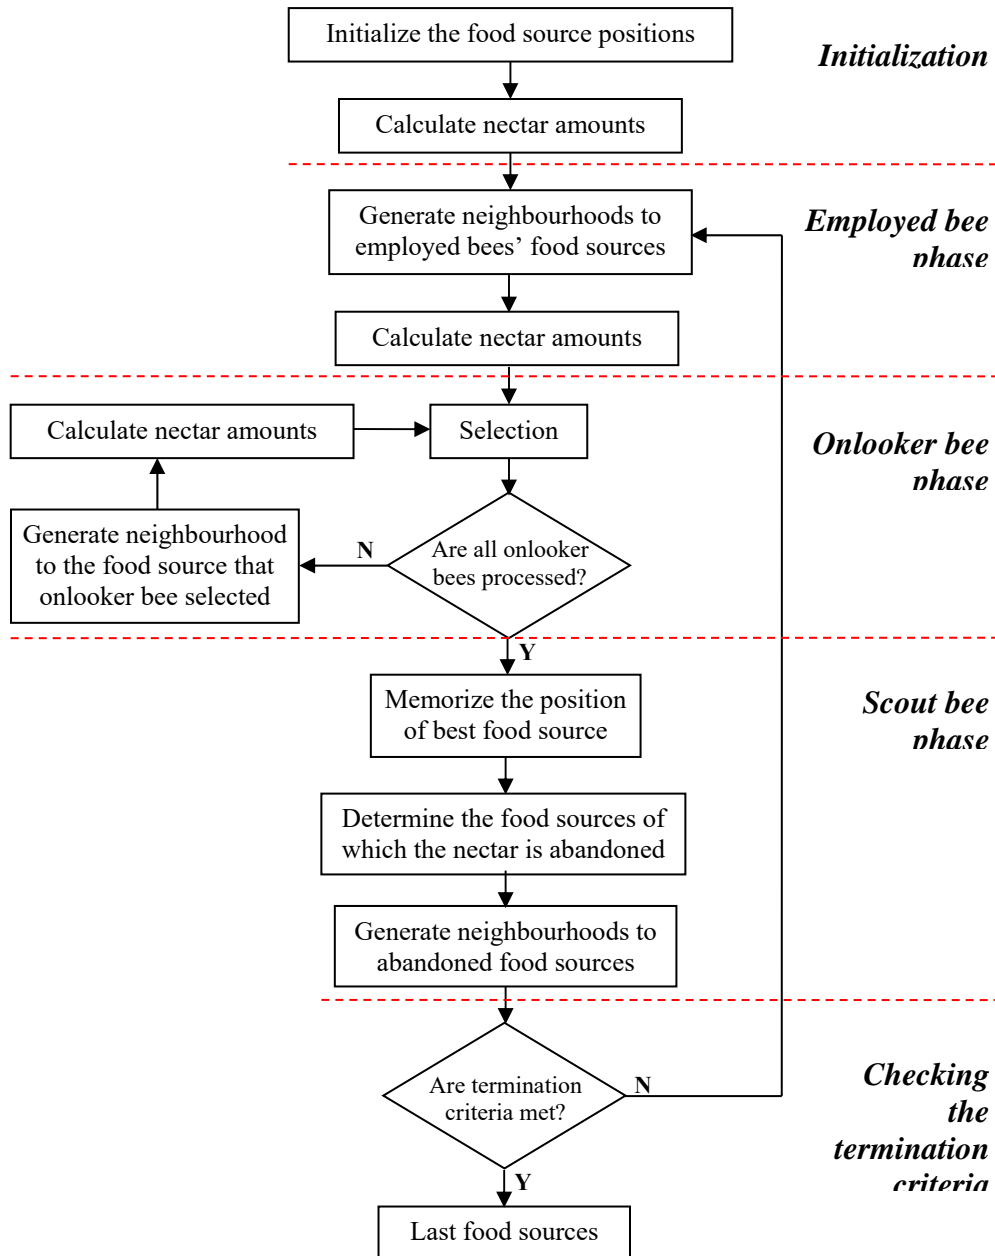 Initialize the food source positions
Initialization
Calculate nectar amounts
Generate neighbourhoods to
employed bees’ food sources
Employed bee
phase
Calculate nectar amounts
Calculate nectar amounts
Selection
Onlooker bee
phase
Generate neighbourhood
to the food source that
onlooker bee selected
N
Are all onlooker
bees processed?
Y
Memorize the position
of best food source
Scout bee
phase
Determine the food sources of
which the nectar is abandoned
Generate neighbourhoods to
abandoned food sources
Are termination
criteria met?
N
Checking
the
termination
criteria
Y
Last food sources